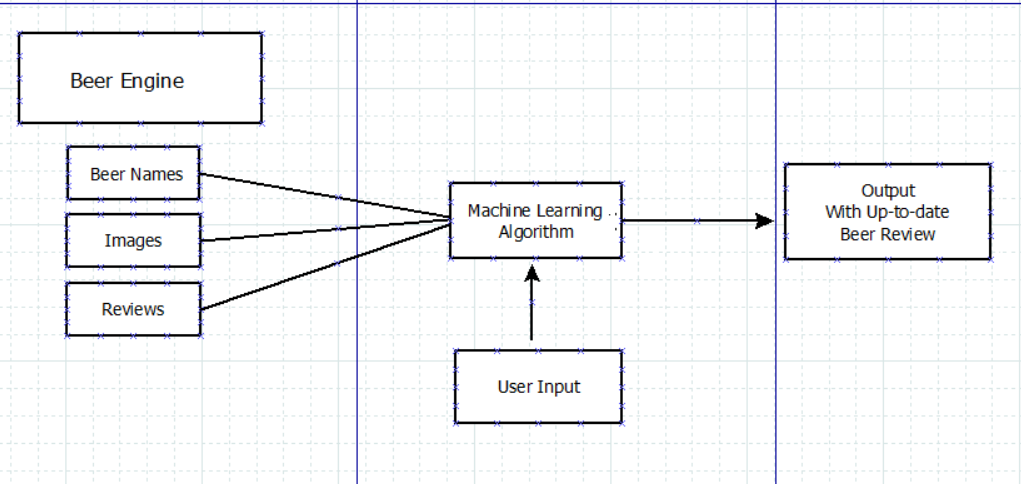 Beer Engine
Beer Names
Images
Reviews
Machine Learning
Algorithm
User Input
Output
With Up-to-date
Beer Review